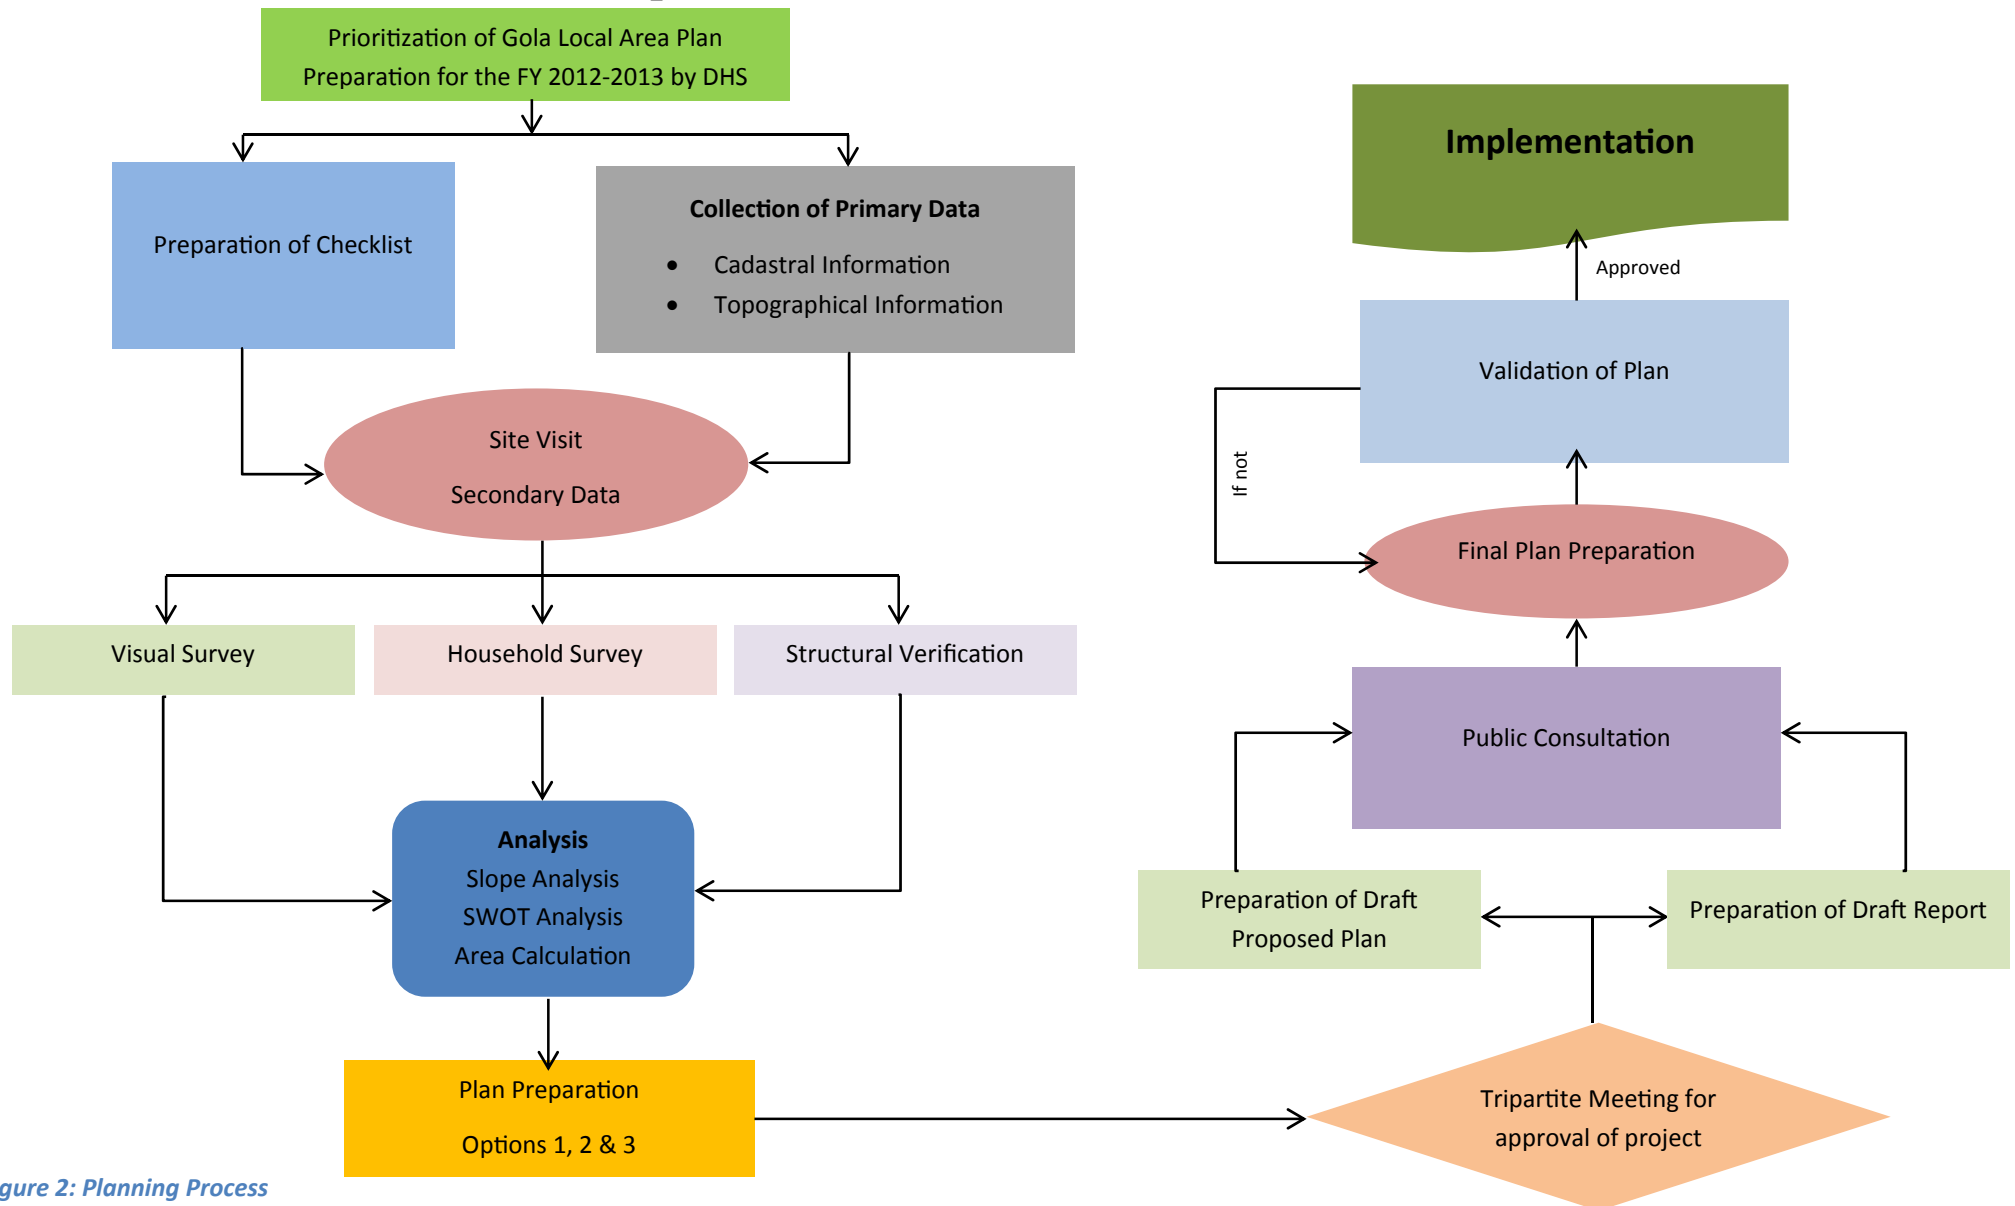 Prioritization of Gola Local Area Plan
Preparation for the FY 2012-2013 by DHS
Preparation of Checklist
Collection of Primary Data
• Cadastral Information
• Topographical Information
Site Visit
Secondary Data
Visual Survey
Household Survey
Structural Verification
Analysis
Slope Analysis
SWOT Analysis
Area Calculation
Plan Preparation
Options 1, 2 & 3
Tripartite Meeting for
approval of project
Preparation of Draft
Proposed Plan
Preparation of Draft Report
Public Consultation
Final Plan Preparation
If not
Validation of Plan
Approved
Implementation
gure 2: Planning Process